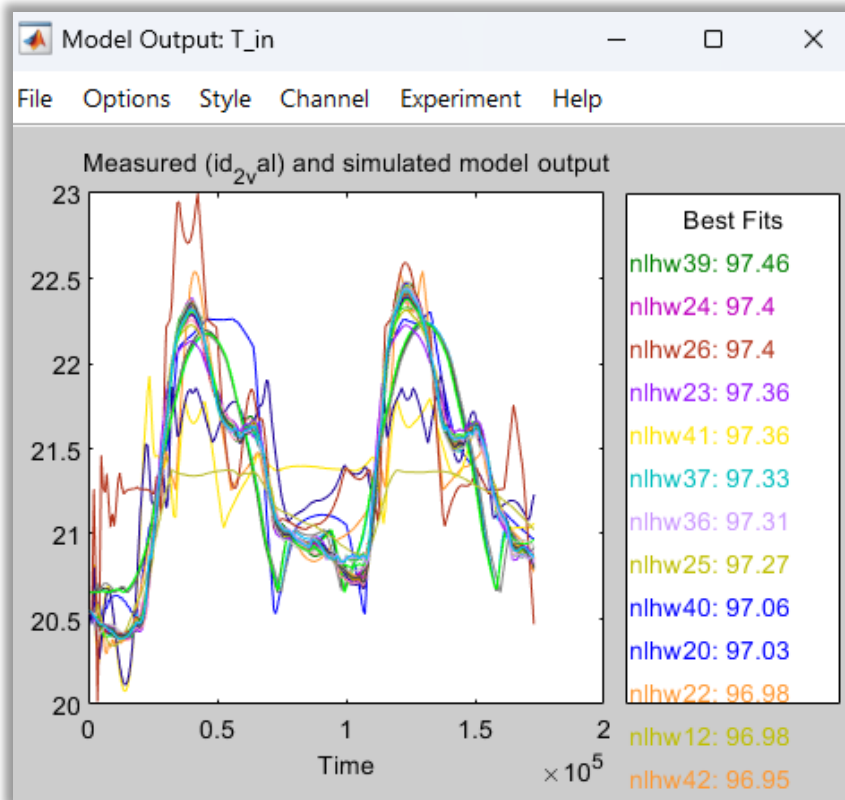 Model Output: T_in
File Options Style Channel Experiment Help
Measured (id_2val) and simulated model output
23
22.5
22
21.5
21
20.5
20
0 0.5 1 1.5 2
×10^5
Time
Best Fits
nlhw39: 97.46
nlhw24: 97.4
nlhw26: 97.4
nlhw23: 97.36
nlhw41: 97.36
nlhw37: 97.33
nlhw36: 97.31
nlhw25: 97.27
nlhw40: 97.06
nlhw20: 97.03
nlhw22: 96.98
nlhw12: 96.98
nlhw42: 96.95